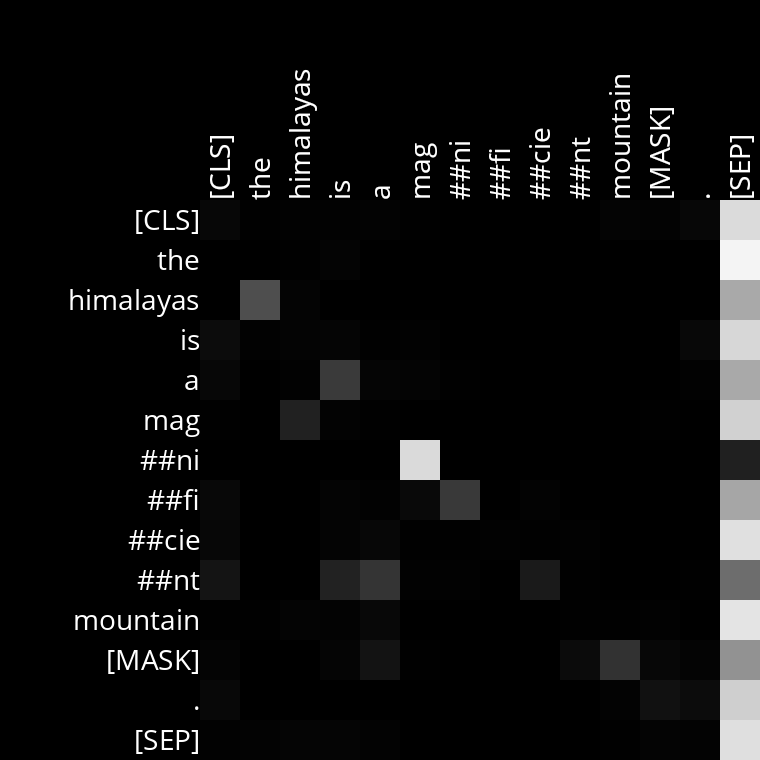 [CLS] the himalayas is a mag ##ni ##fi ##cie ##nt mountain [MASK] . [SEP]
[CLS]
the
himalayas
is
a
mag
##ni
##fi
##cie
##nt
mountain
[MASK]
.
[SEP]